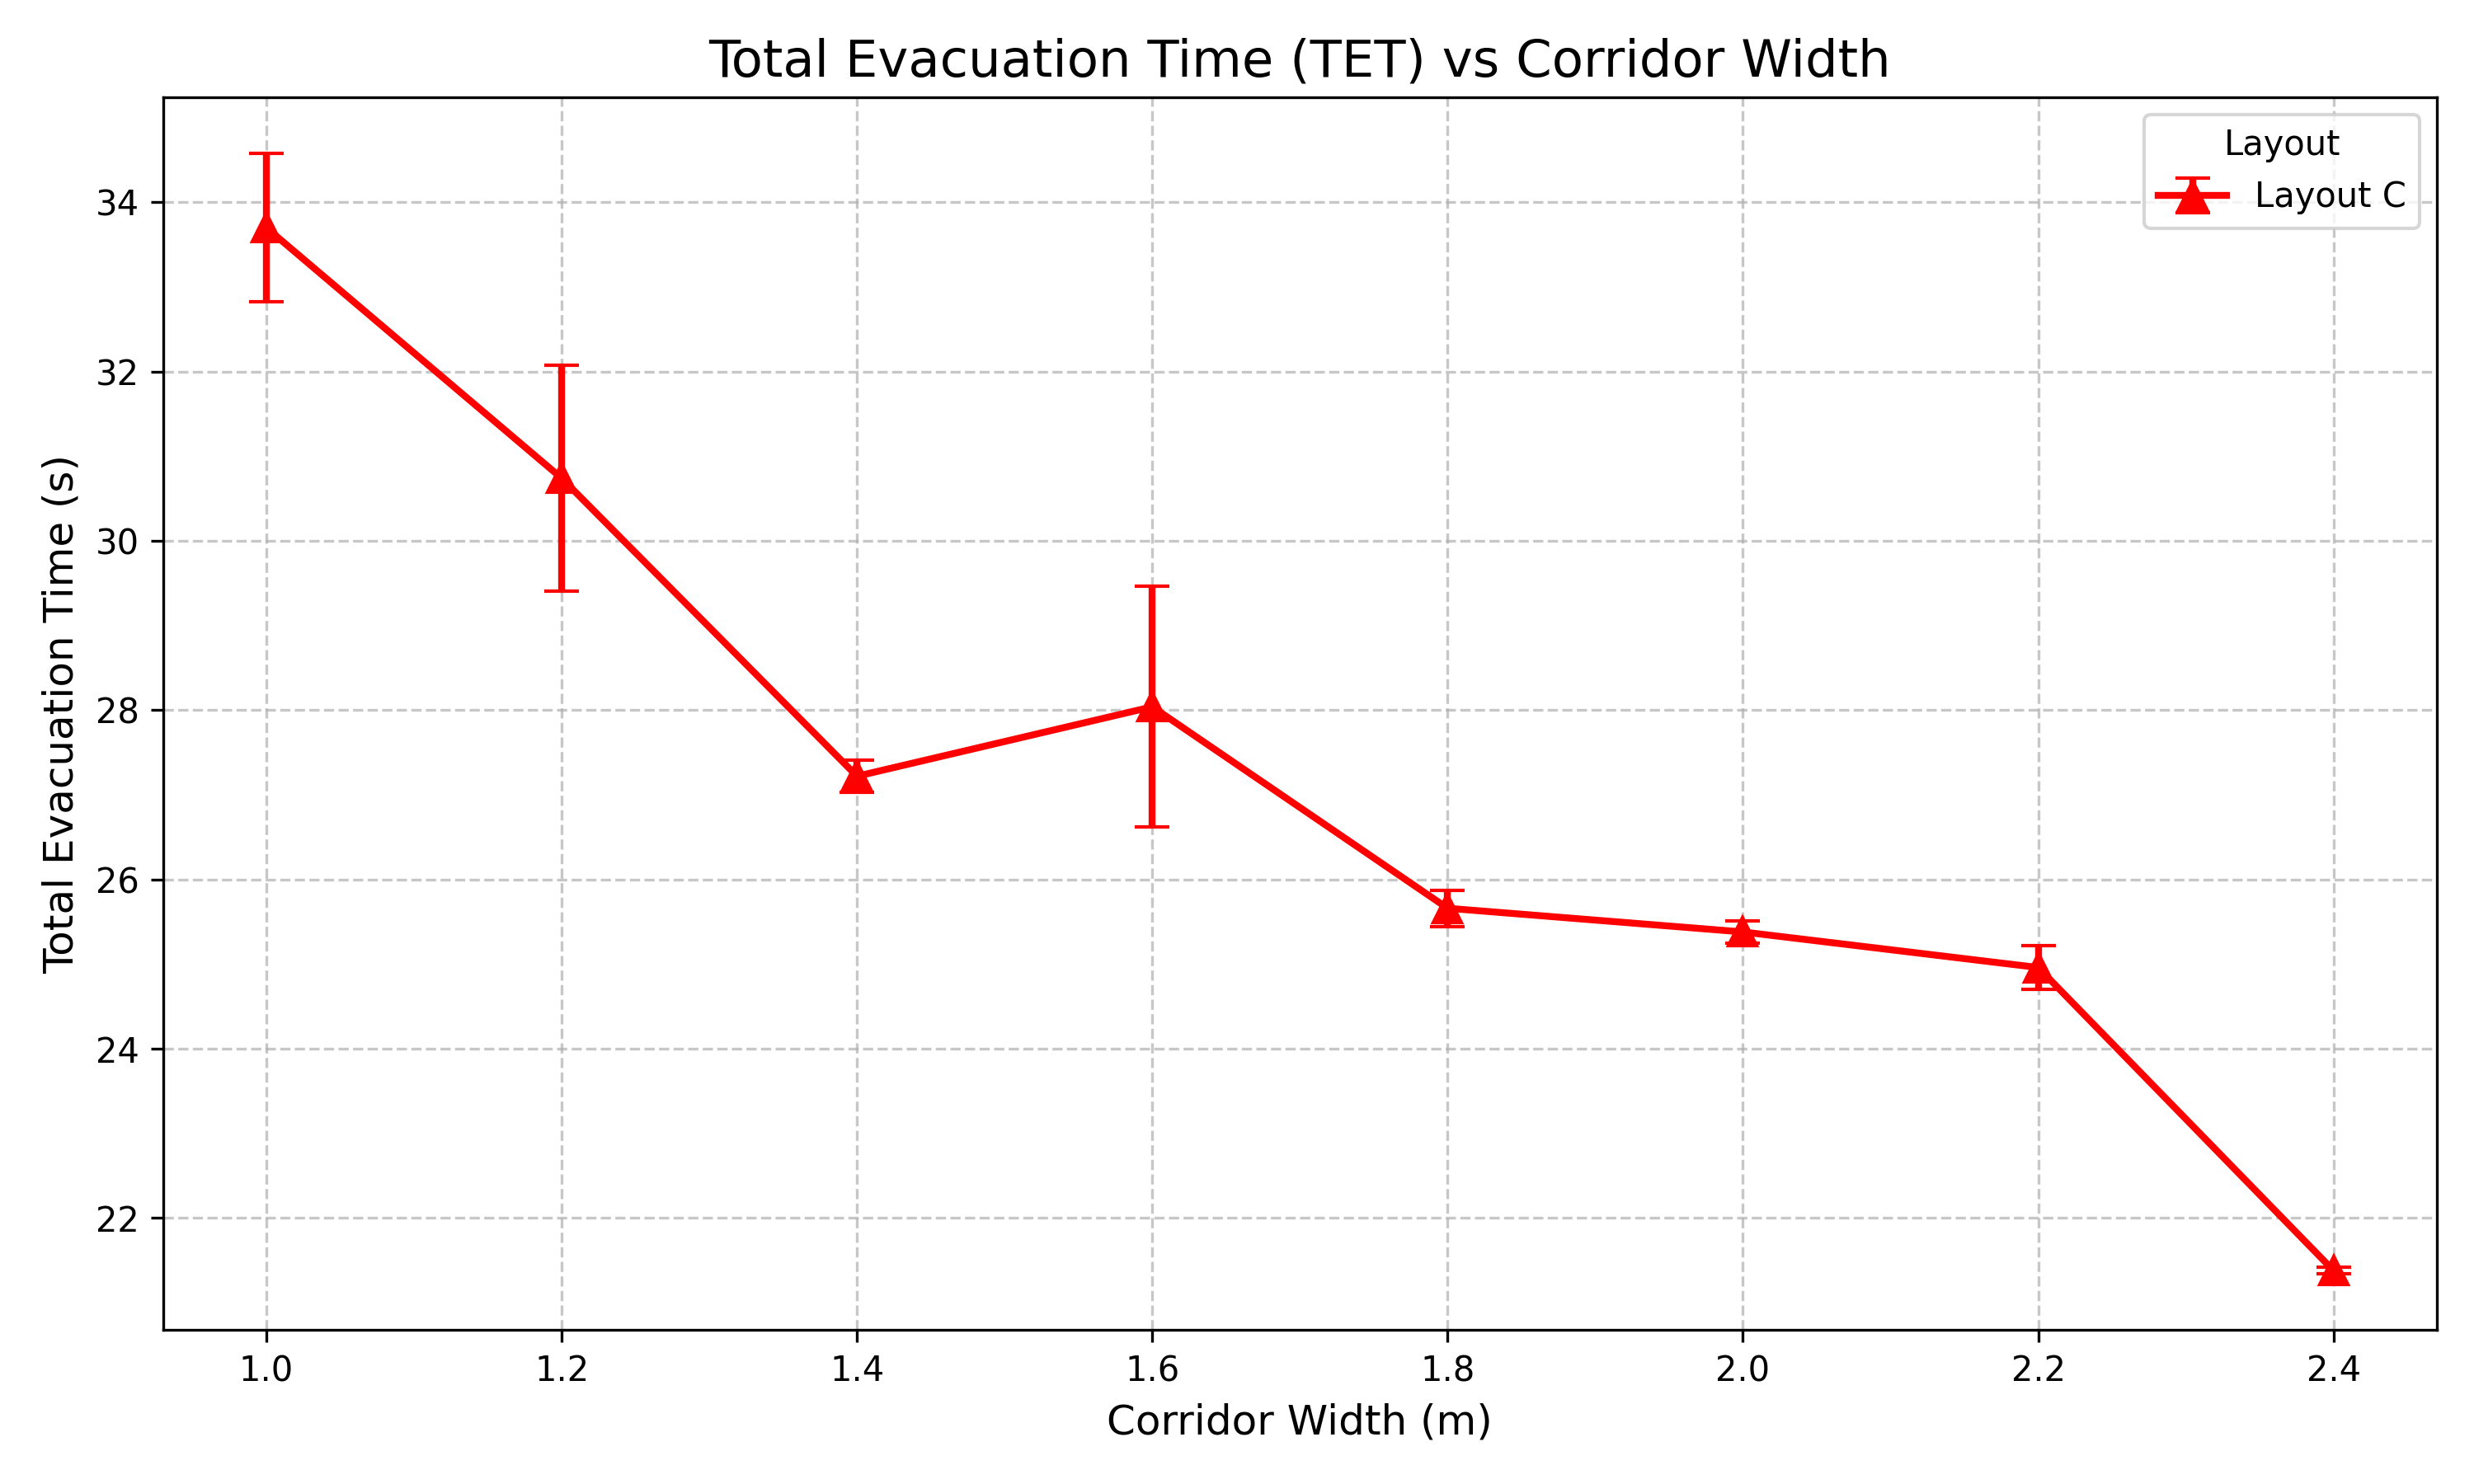 Total Evacuation Time (TET) vs Corridor Width
Layout
Layout C
Total Evacuation Time (s)
34
32
30
28
26
24
22
1.0 1.2 1.4 1.6 1.8 2.0 2.2 2.4
Corridor Width (m)